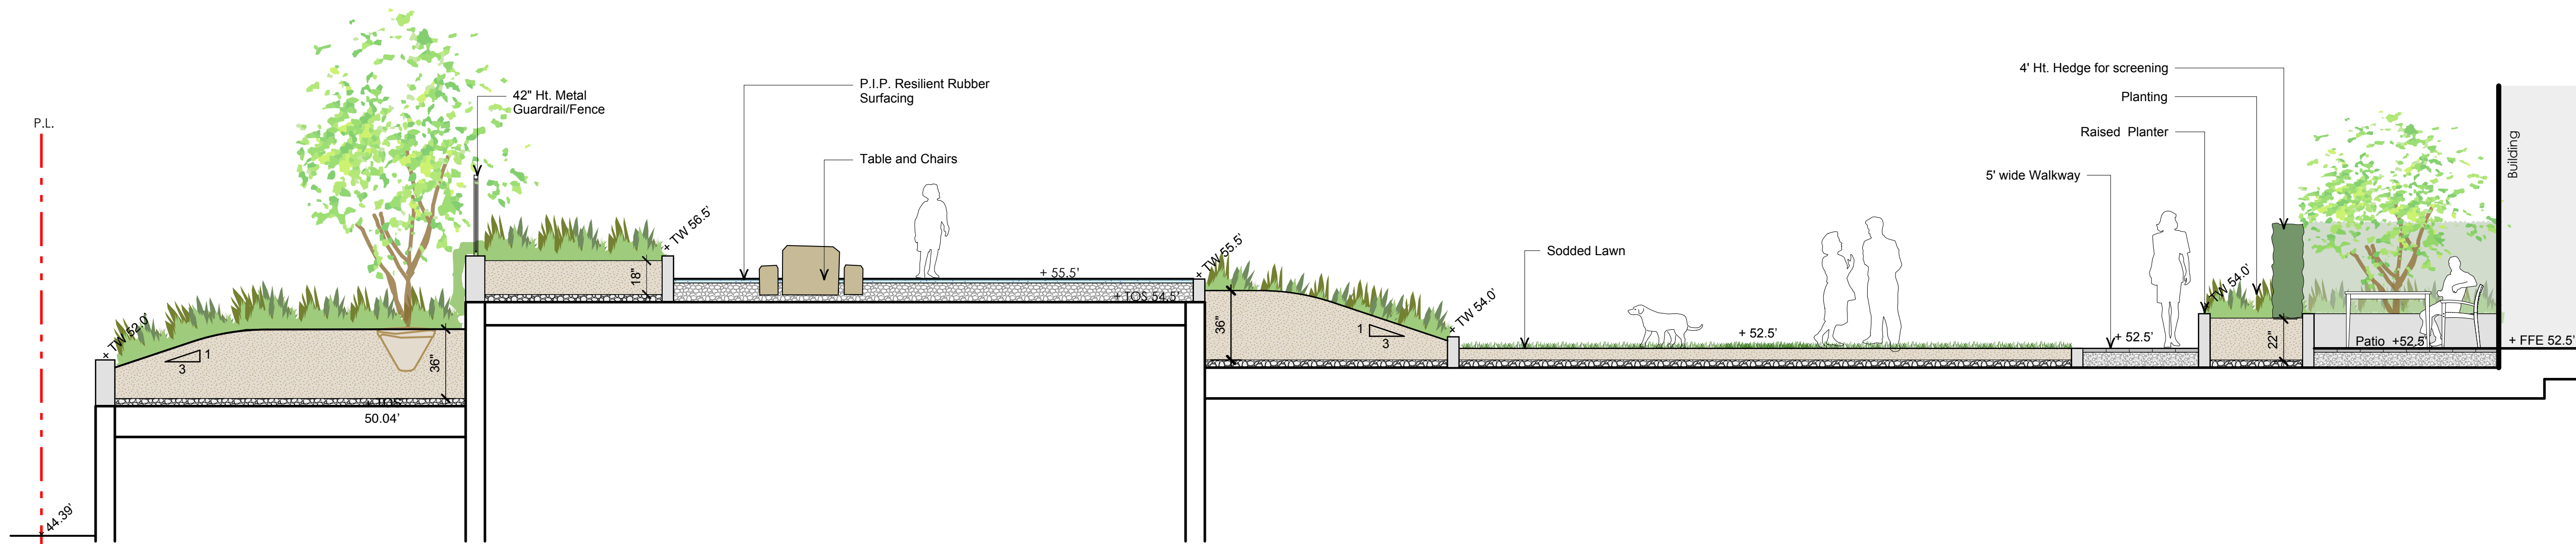 P.L.
44.39'
+ TW 52.0'
1
3
36"
+ TOS
50.04'
42" Ht. Metal
Guardrail/Fence
18"
+ TW 56.5'
P.I.P. Resilient Rubber
Surfacing
Table and Chairs
+ 55.5'
+ TOS 54.5'
+ TW 55.5'
36"
1
3
+ TW 54.0'
Sodded Lawn
+ 52.5'
4' Ht. Hedge for screening
Planting
Raised Planter
5' wide Walkway
+ 52.5'
+ TW 54.0'
22"
Patio +52.5'
Building
+ FFE 52.5'